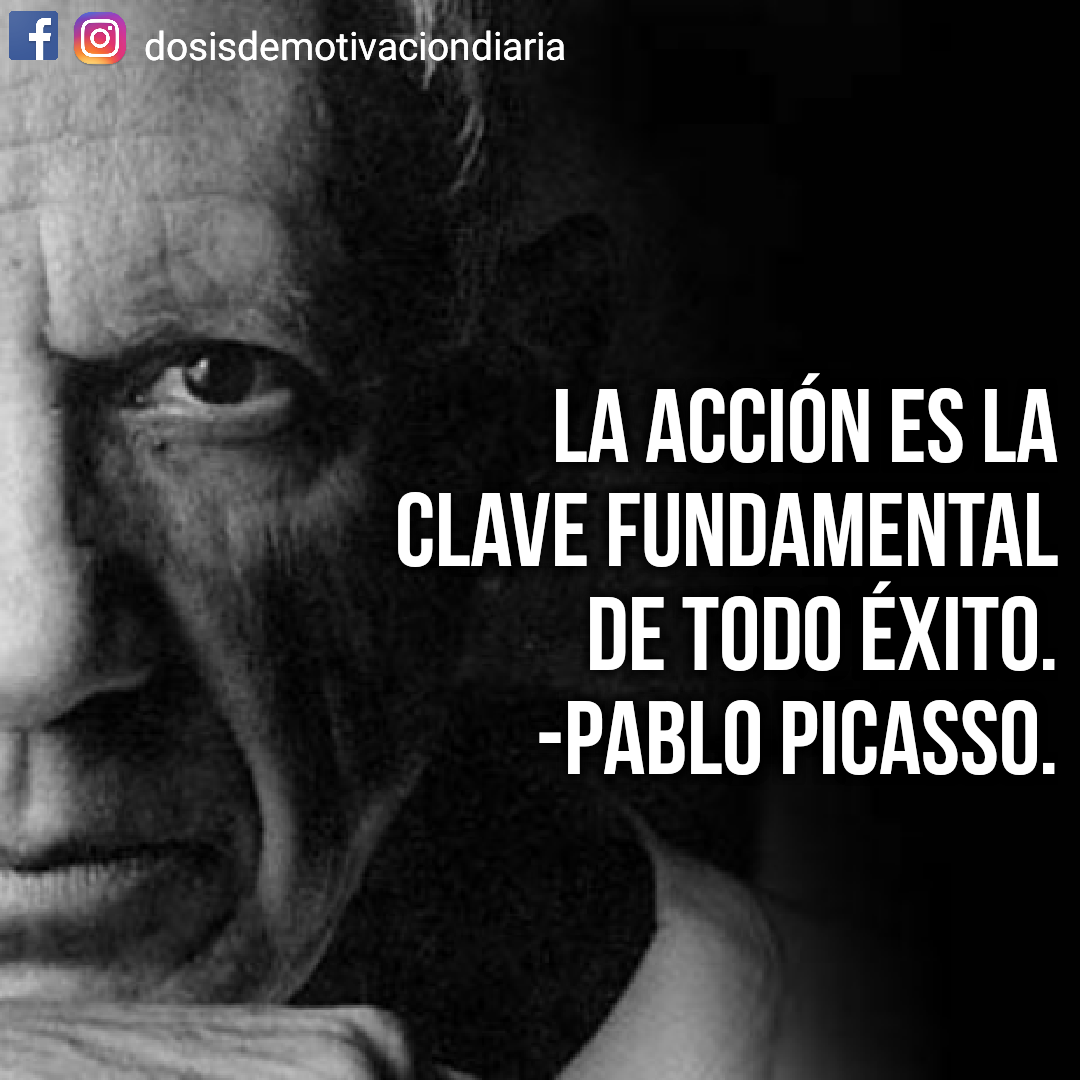 dosisdemotivaciondiaria
LA ACCIÓN ES LA
CLAVE FUNDAMENTAL
DE TODO ÉXITO.
-PABLO PICASSO.